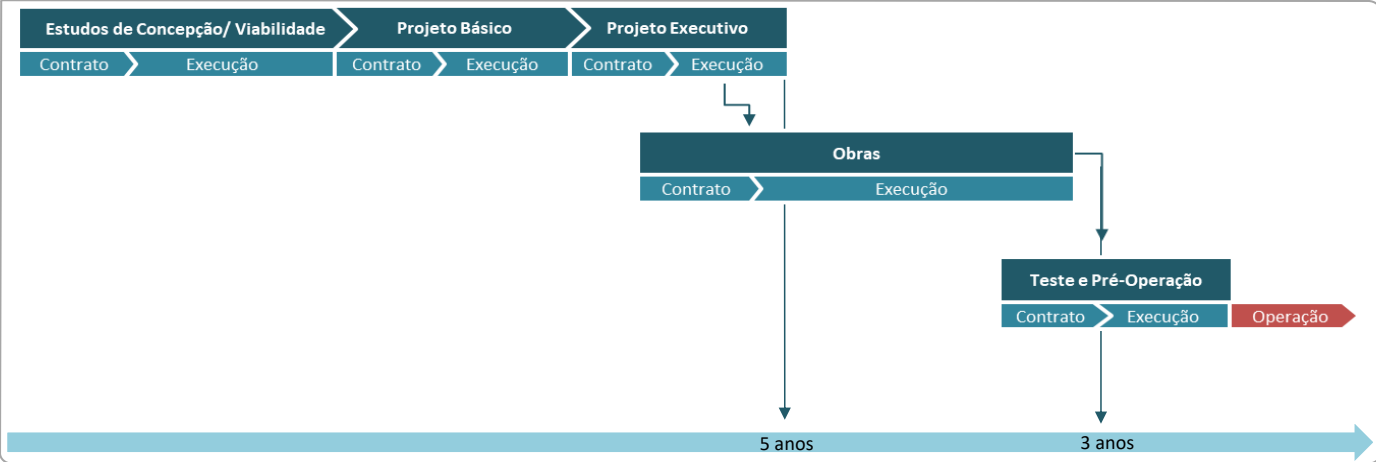 Estudos de Concepção/ Viabilidade
Projeto Básico
Projeto Executivo
Contrato
Execução
Contrato
Execução
Contrato
Execução
Obras
Contrato
Execução
Teste e Pré-Operação
Contrato
Execução
Operação
5 anos
3 anos